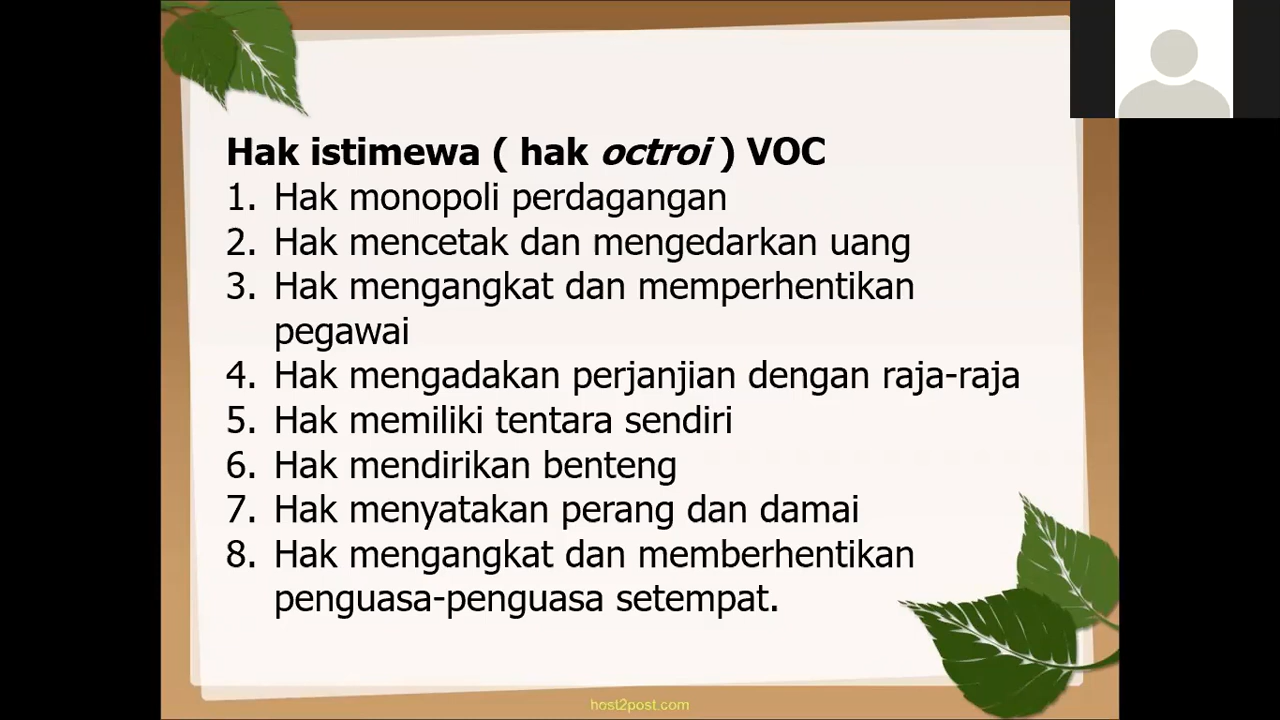 Hak istimewa ( hak octroi ) VOC
1. Hak monopoli perdagangan
2. Hak mencetak dan mengedarkan uang
3. Hak mengangkat dan memperhentikan
pegawai
4. Hak mengadakan perjanjian dengan raja-raja
5. Hak memiliki tentara sendiri
6. Hak mendirikan benteng
7. Hak menyatakan perang dan damai
8. Hak mengangkat dan memberhentikan
penguasa-penguasa setempat.
host2post.com